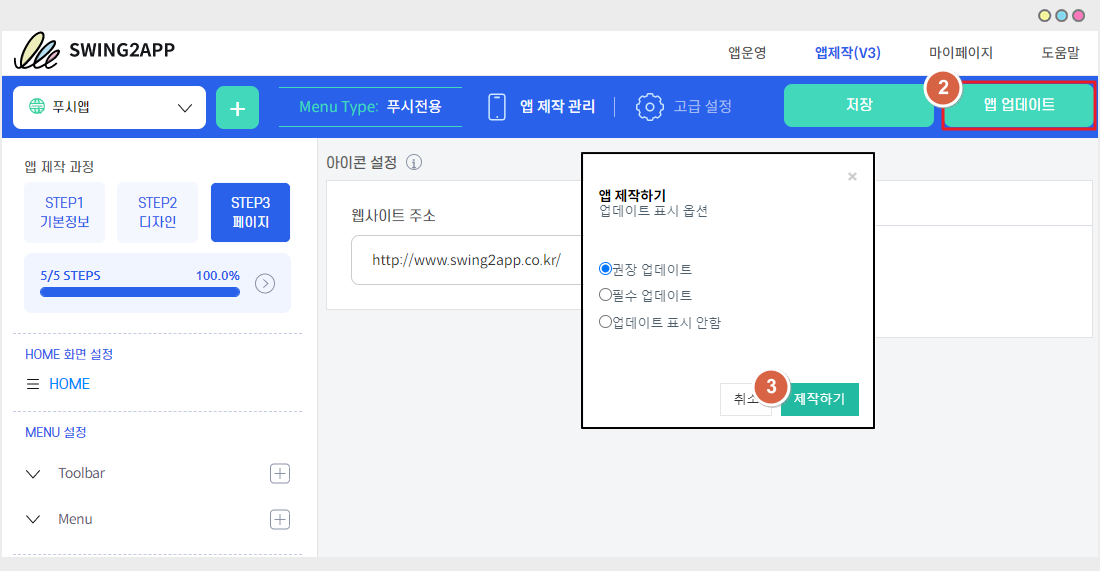 SWING2APP
앱운영
앱제작(V3)
마이페이지
도움말
푸시앱
+
Menu Type: 푸시전용
앱 제작 관리
고급 설정
저장
2
앱 업데이트
앱 제작 과정
STEP1
기본정보
STEP2
디자인
STEP3
페이지
5/5 STEPS
100.0%
HOME 화면 설정
HOME
MENU 설정
Toolbar
Menu
아이콘 설정
웹사이트 주소
http://www.swing2app.co.kr/
×
앱 제작하기
업데이트 표시 옵션
권장 업데이트
필수 업데이트
업데이트 표시 안함
취소
3
제작하기